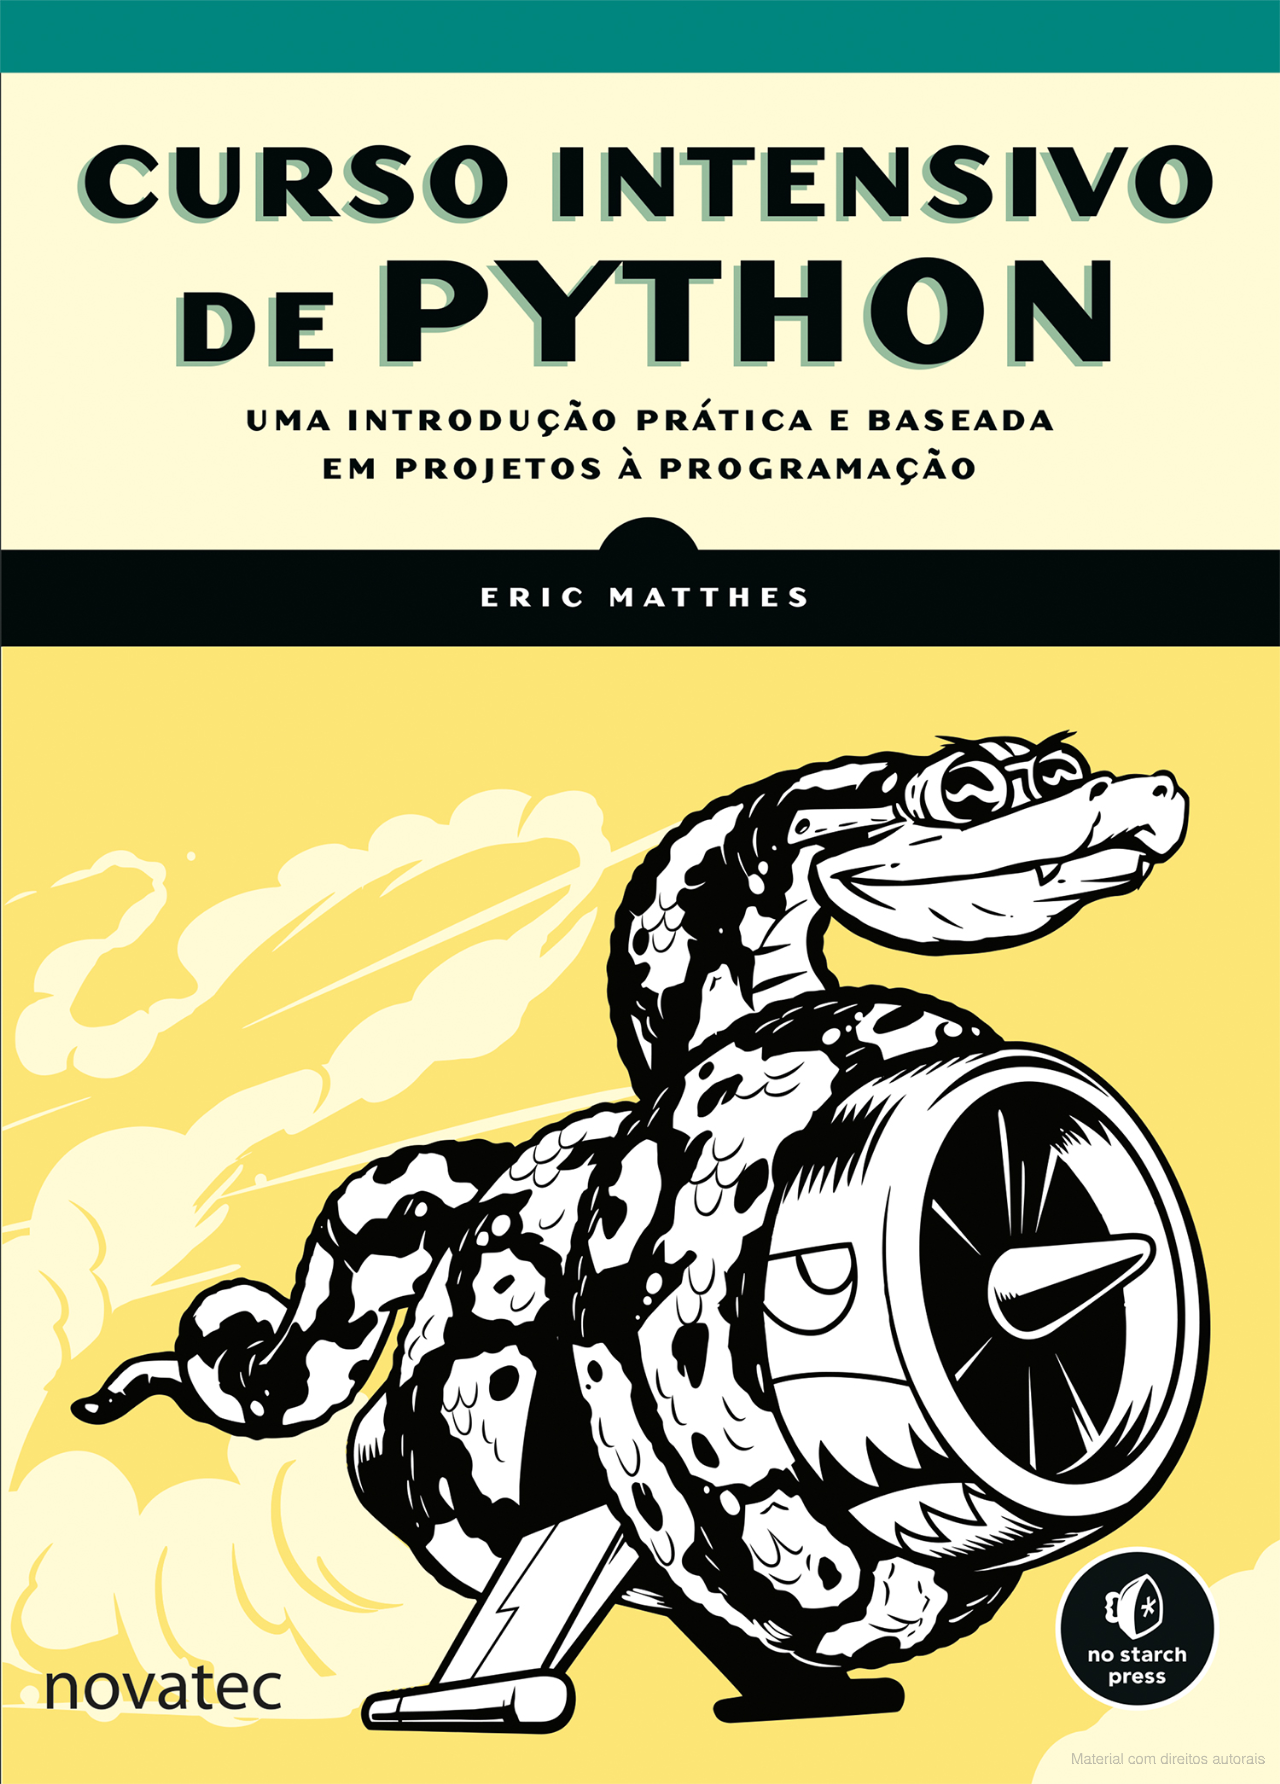 CURSO INTENSIVO
DE PYTHON
UMA INTRODUÇÃO PRÁTICA E BASEADA
EM PROJETOS À PROGRAMAÇÃO
ERIC MATTHES
novatec
no starch
press
Material com direitos autorais